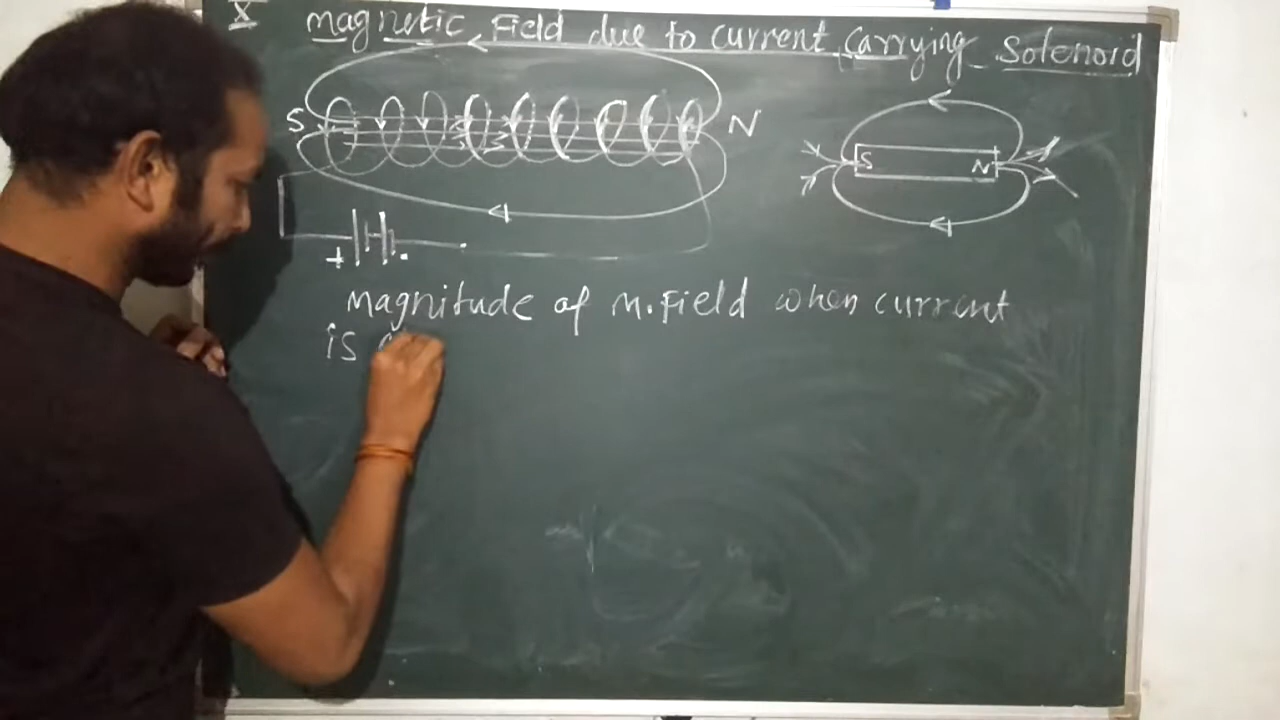 X
magnetic Field due to current carrying Solenoid
S N
S N
+
magnitude of M.Field when current
is